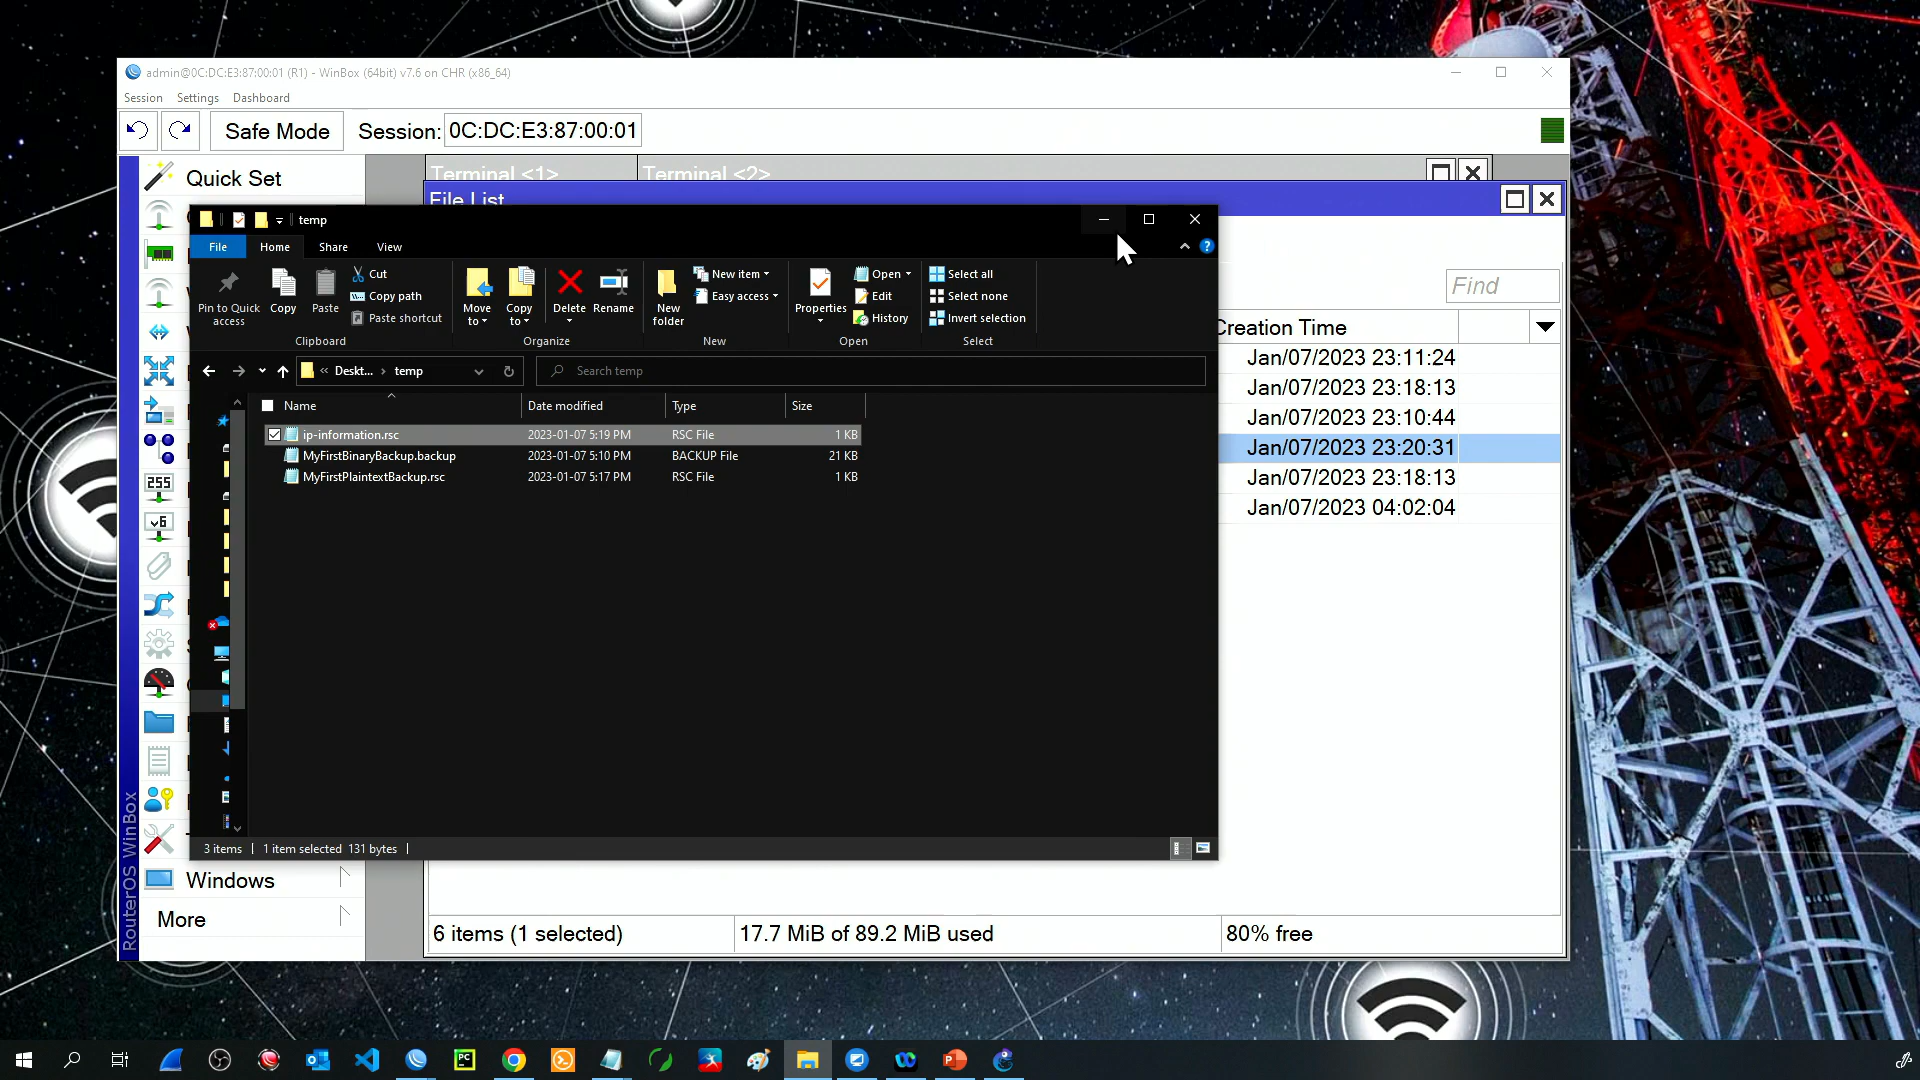 admin@0C:DC:E3:87:00:01 (R1) - WinBox (64bit) v7.6 on CHR (x86_64)
Session Settings Dashboard
Safe Mode Session: 0C:DC:E3:87:00:01
Terminal <1> Terminal <2>
Quick Set
File List
temp
File Home Share View
Pin to Quick access
Copy
Paste
Cut
Copy path
Paste shortcut
Clipboard
Move to
Copy to
Delete
Rename
Organize
New folder
New item
Easy access
New
Properties
Open
Edit
History
Open
Select all
Select none
Invert selection
Select
« Deskt... › temp
Search temp
Name Date modified Type Size
ip-information.rsc 2023-01-07 5:19 PM RSC File 1 KB
MyFirstBinaryBackup.backup 2023-01-07 5:10 PM BACKUP File 21 KB
MyFirstPlaintextBackup.rsc 2023-01-07 5:17 PM RSC File 1 KB
3 items 1 item selected 131 bytes
Find
Creation Time
Jan/07/2023 23:11:24
Jan/07/2023 23:18:13
Jan/07/2023 23:10:44
Jan/07/2023 23:20:31
Jan/07/2023 23:18:13
Jan/07/2023 04:02:04
255
v6
RouterOS WinBox
Windows
More
6 items (1 selected) 17.7 MiB of 89.2 MiB used 80% free
PC